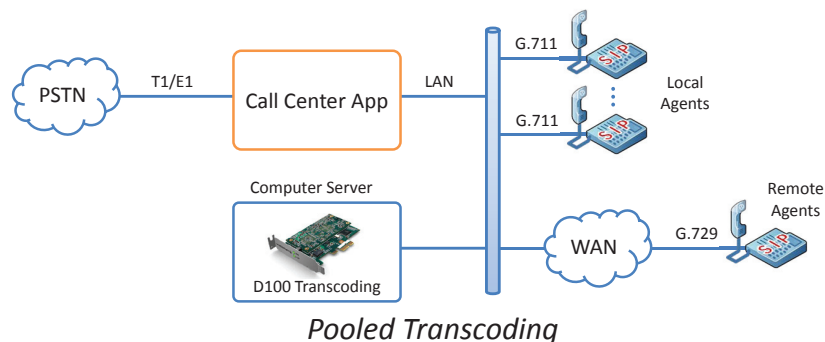 PSTN
T1/E1
Call Center App
LAN
G.711
S.I.P
Local
Agents
G.711
S.I.P
Computer Server
D100 Transcoding
WAN
G.729
Remote
Agents
S.I.P
Pooled Transcoding